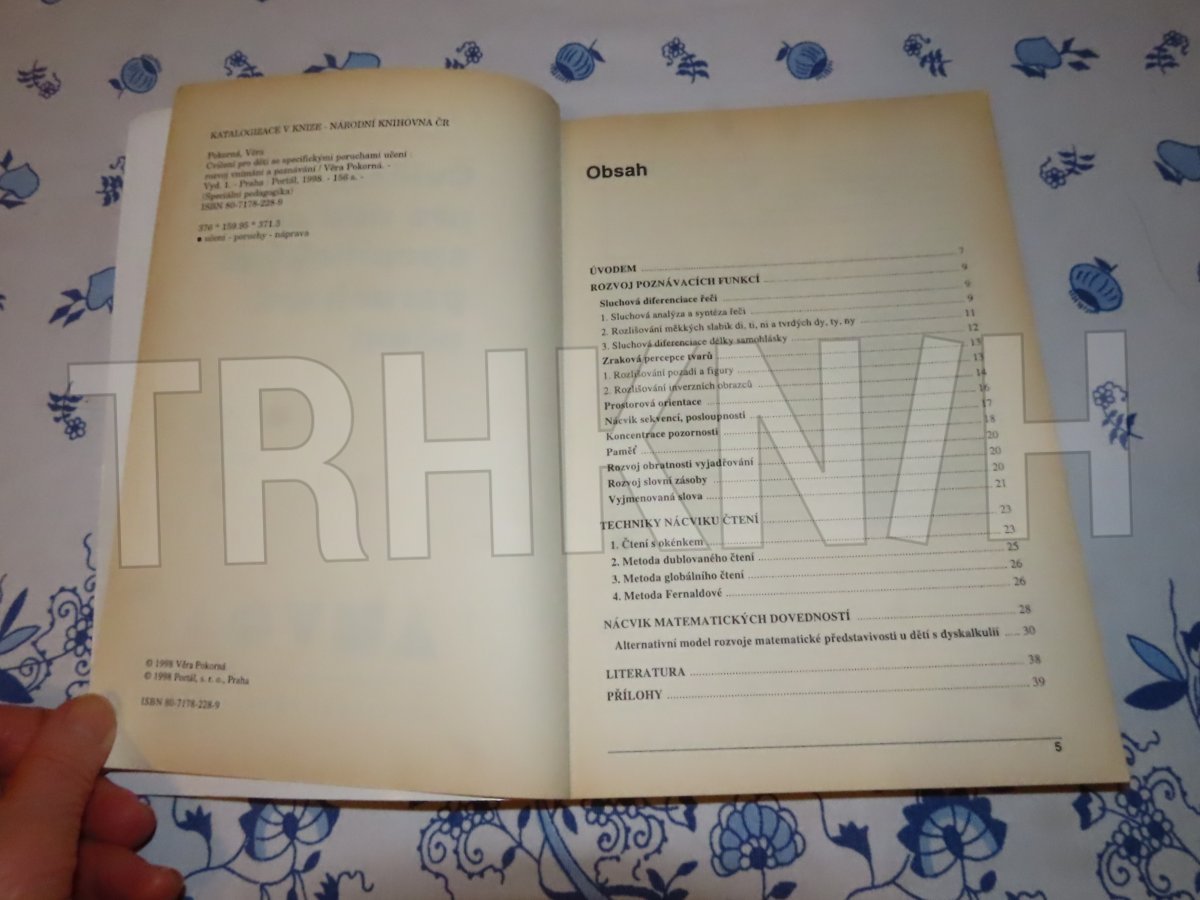 KATALOGIZACE V KNIZE - NÁRODNÍ KNIHOVNA ČR
Pokorná, Věra
Cvičení pro děti se specifickými poruchami učení :
rozvoj vnímání a poznávání / Věra Pokorná. -
Vyd. 1. - Praha : Portál, 1998. - 156 s. -
(Speciální pedagogika)
ISBN 80-7178-228-9
376 * 159.95 * 371.3
■ učení - poruchy - náprava
© 1998 Věra Pokorná
© 1998 Portál, s. r. o., Praha
ISBN 80-7178-228-9
Obsah
ÚVODEM 7
ROZVOJ POZNÁVACÍCH FUNKCÍ 9
Sluchová diferenciace řeči 9
1. Sluchová analýza a syntéza řeči 9
2. Rozlišování měkkých slabik di, ti, ni a tvrdých dy, ty, ny 11
3. Sluchová diferenciace délky samohlásky 12
Zraková percepce tvarů 13
1. Rozlišování pozadí a figury 13
2. Rozlišování inverzních obrazců 14
Prostorová orientace 16
Nácvik sekvencí, posloupnosti 17
Koncentrace pozornosti 18
Paměť 20
Rozvoj obratnosti vyjadřování 20
Rozvoj slovní zásoby 20
Vyjmenovaná slova 21
TECHNIKY NÁCVIKU ČTENÍ 23
1. Čtení s okénkem 23
2. Metoda dublovaného čtení 25
3. Metoda globálního čtení 26
4. Metoda Fernaldové 26
NÁCVIK MATEMATICKÝCH DOVEDNOSTÍ 28
Alternativní model rozvoje matematické představivosti u dětí s dyskalkulií 30
LITERATURA 38
PŘÍLOHY 39
5
TRHKNIH